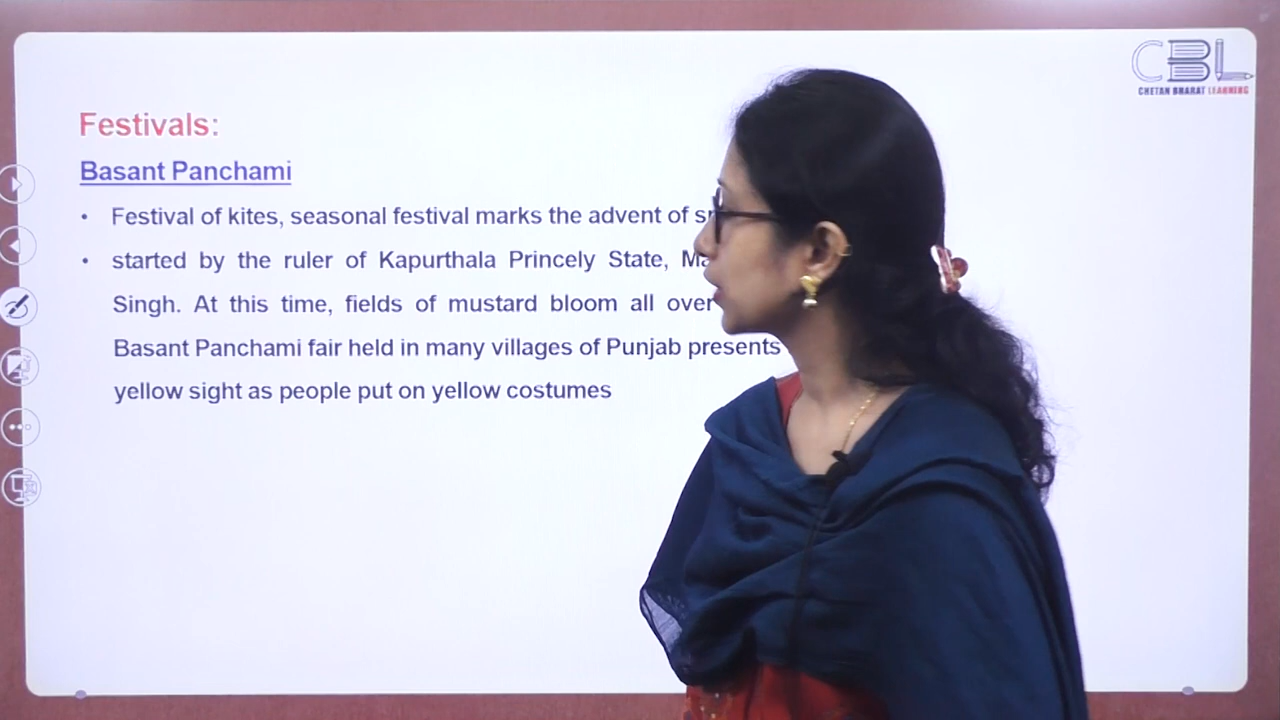 CBL
CHETAN BHARAT LEARNING
Festivals:
Basant Panchami
• Festival of kites, seasonal festival marks the advent of
• started by the ruler of Kapurthala Princely State,
Singh. At this time, fields of mustard bloom all over
Basant Panchami fair held in many villages of Punjab presents
yellow sight as people put on yellow costumes